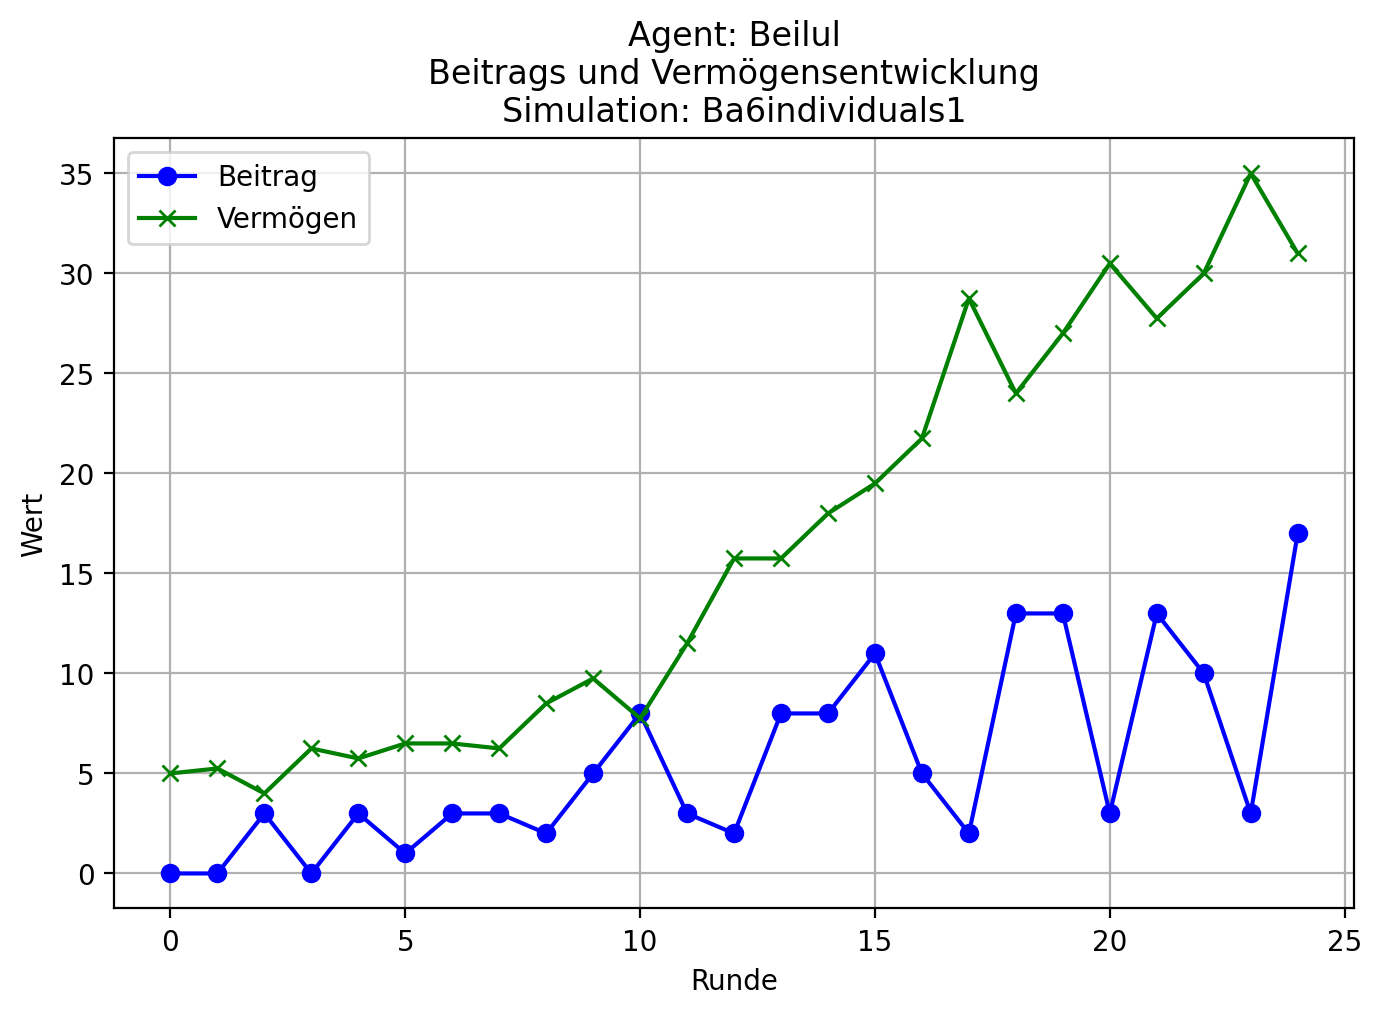 Agent: Beilul
Beitrags und Vermögensentwicklung
Simulation: Ba6individuals1
Beitrag
Vermögen
35
30
25
20
15
10
5
0
Wert
0 5 10 15 20 25
Runde